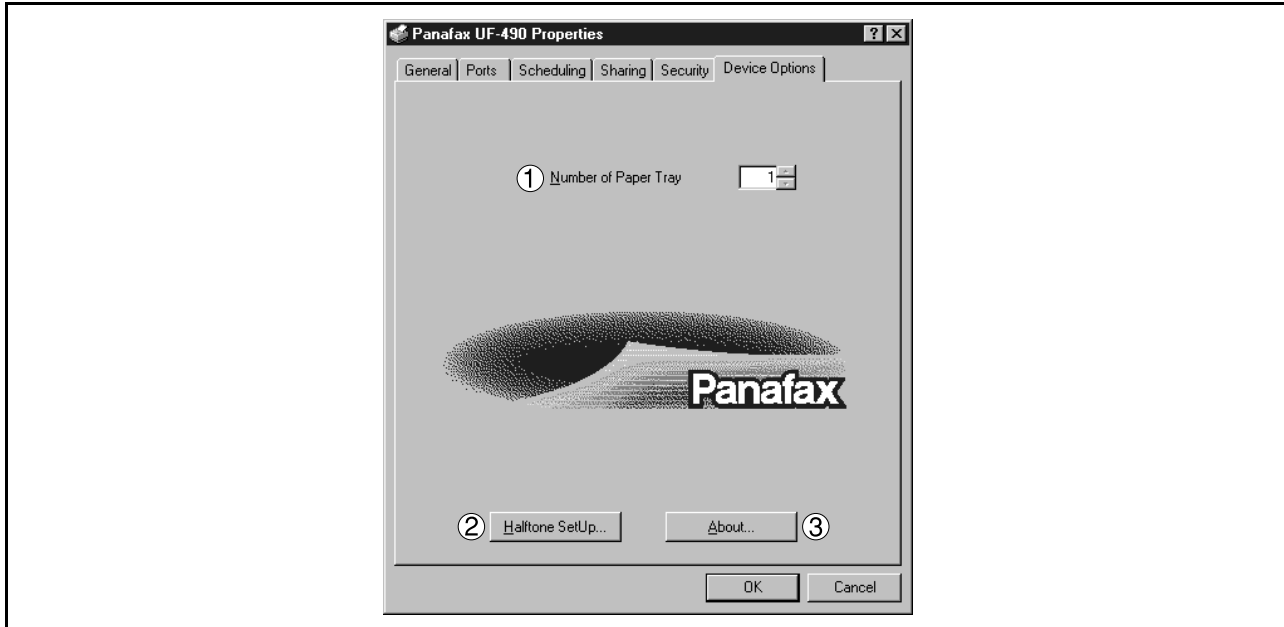 Panafax UF-490 Properties ? X
General Ports Scheduling Sharing Security Device Options
① Number of Paper Tray 1
Panafax
② Halftone SetUp... About... ③
OK Cancel